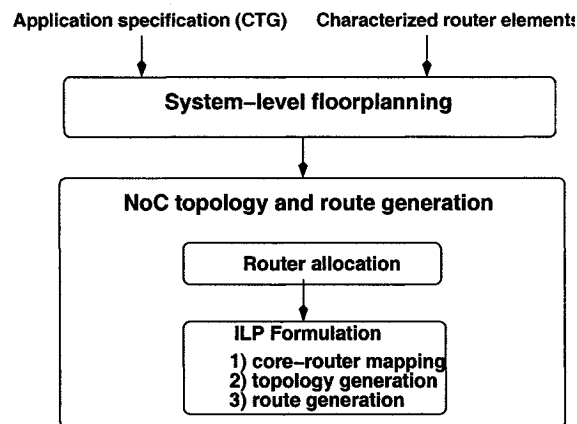 Application specification (CTG) Characterized router elements
System-level floorplanning
NoC topology and route generation
Router allocation
ILP Formulation
1) core-router mapping
2) topology generation
3) route generation